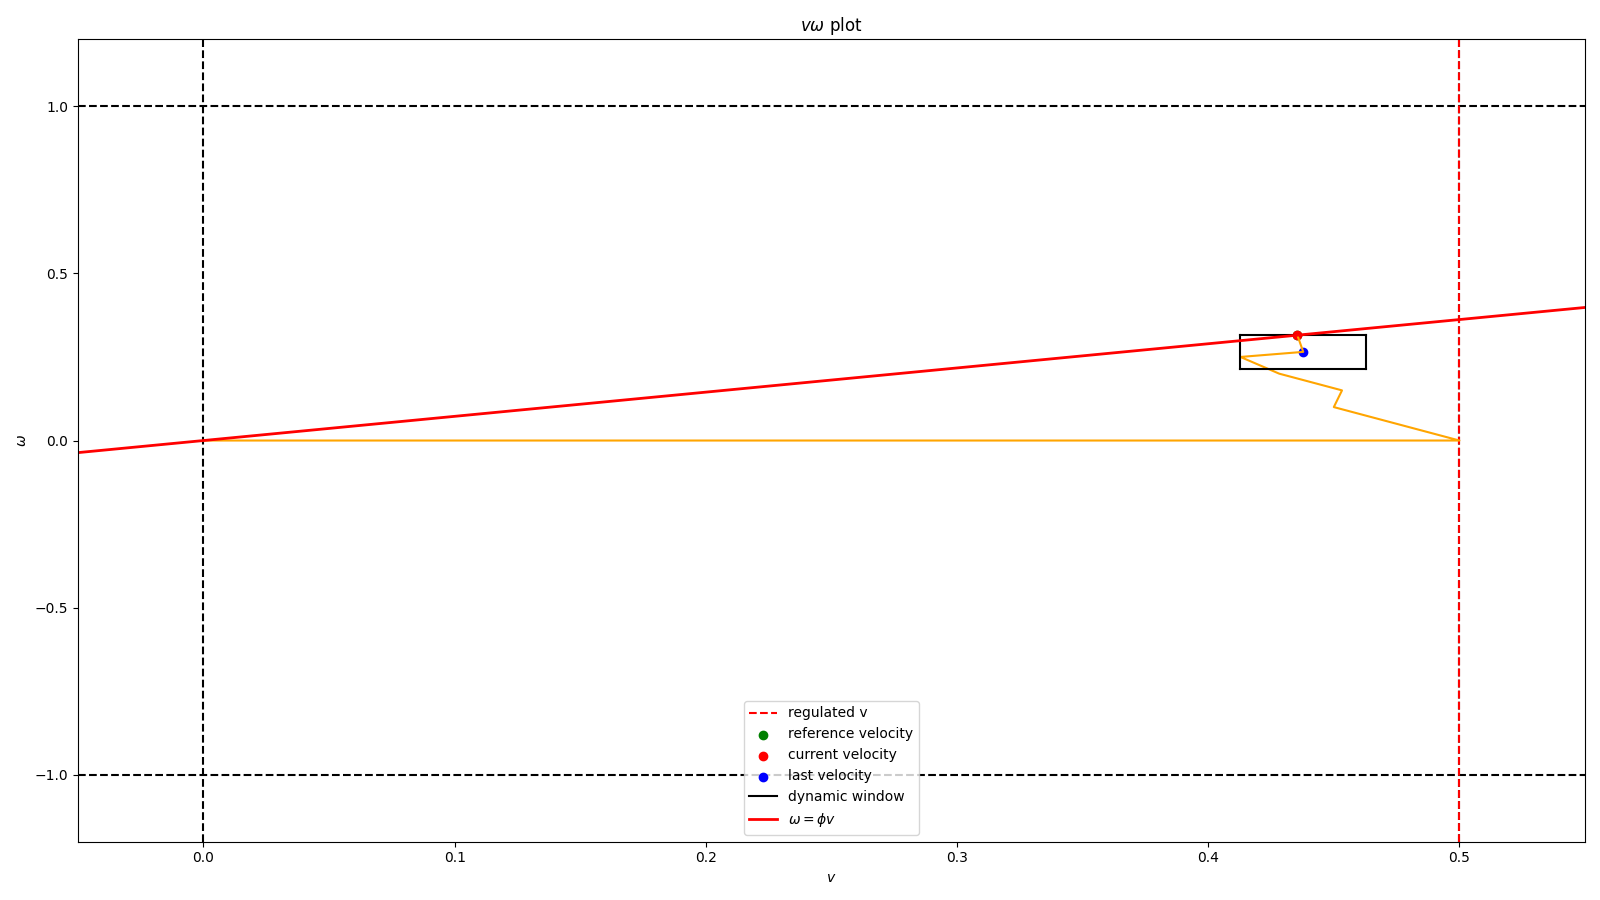 vω plot
1.0
0.5
0.0
−0.5
−1.0
ω
0.0 0.1 0.2 0.3 0.4 0.5
v
regulated v
reference velocity
current velocity
last velocity
dynamic window
ω = ϕv